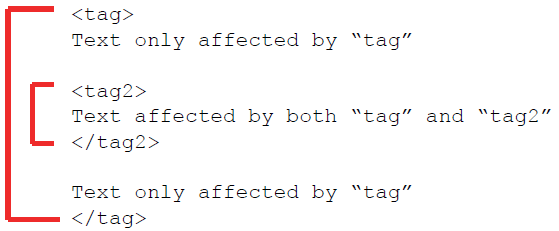 <tag>
Text only affected by “tag”
<tag2>
Text affected by both “tag” and “tag2”
</tag2>
Text only affected by “tag”
</tag>